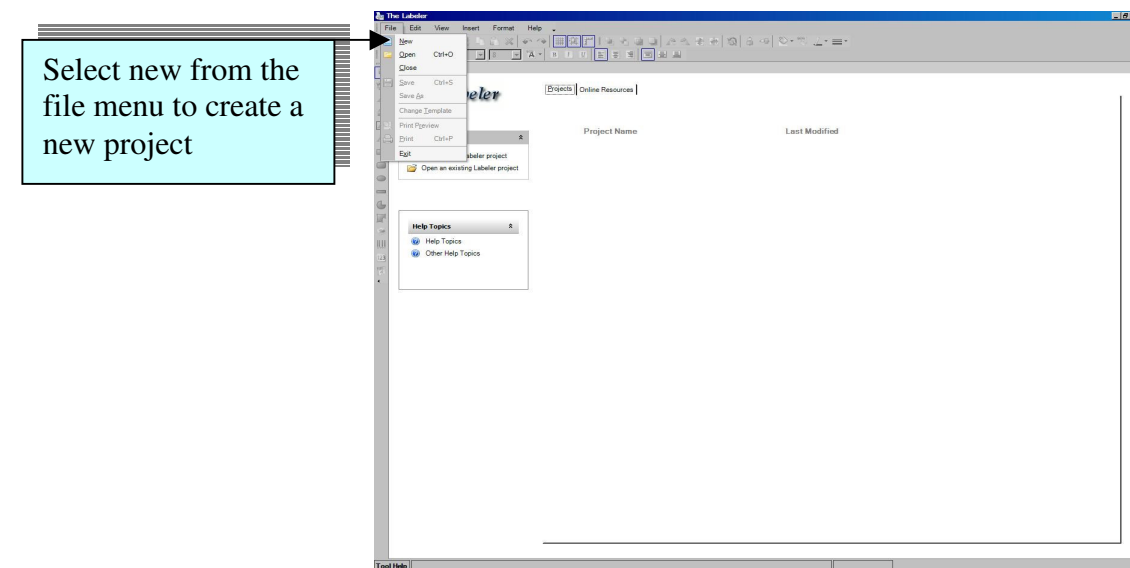 Select new from the
file menu to create a
new project
The Labeler
File Edit View Insert Format Help
New
Open Ctrl+O
Close
Save Ctrl+S
Save As
Change Template
Print Preview
Print Ctrl+P
Exit
Projects Online Resources
Project Name Last Modified
Labeler project
Open an existing Labeler project
Help Topics
Help Topics
Other Help Topics
Tool Help